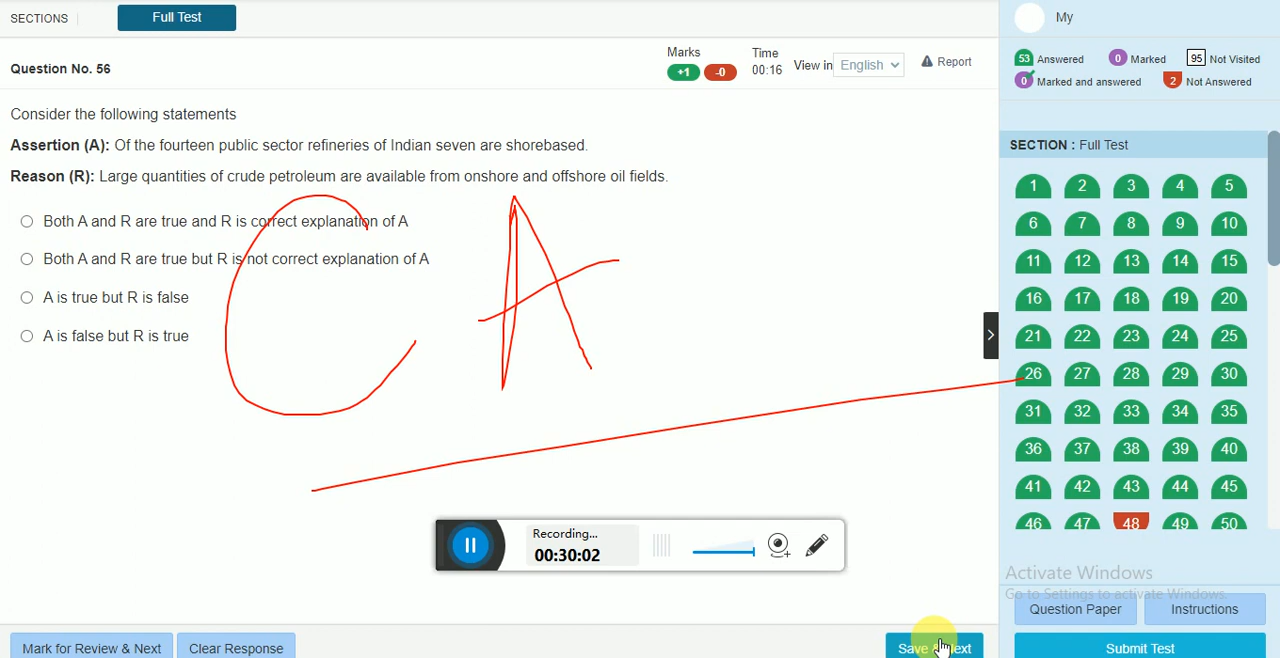 SECTIONS
Full Test
My
Question No. 56
Marks
+1 -0
Time
00:16
View in English
Report
53 Answered
0 Marked
95 Not Visited
0 Marked and answered
2 Not Answered
Consider the following statements
Assertion (A): Of the fourteen public sector refineries of Indian seven are shorebased.
Reason (R): Large quantities of crude petroleum are available from onshore and offshore oil fields.
Both A and R are true and R is correct explanation of A
Both A and R are true but R is not correct explanation of A
A is true but R is false
A is false but R is true
C A
SECTION : Full Test
1 2 3 4 5
6 7 8 9 10
11 12 13 14 15
16 17 18 19 20
21 22 23 24 25
26 27 28 29 30
31 32 33 34 35
36 37 38 39 40
41 42 43 44 45
46 47 48 49 50
Recording...
00:30:02
Activate Windows
Go to Settings to activate Windows.
Question Paper
Instructions
Mark for Review & Next
Clear Response
Save & Next
Submit Test